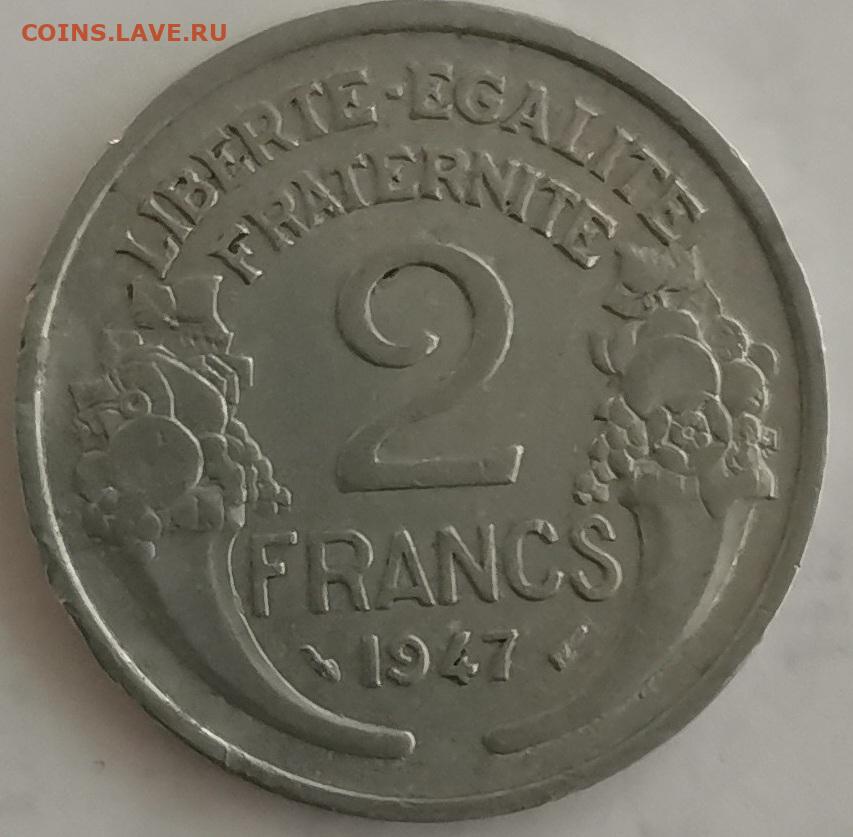 COINS.LAVE.RU
LIBERTE·EGALITE
FRATERNITE
2
FRANCS
1947